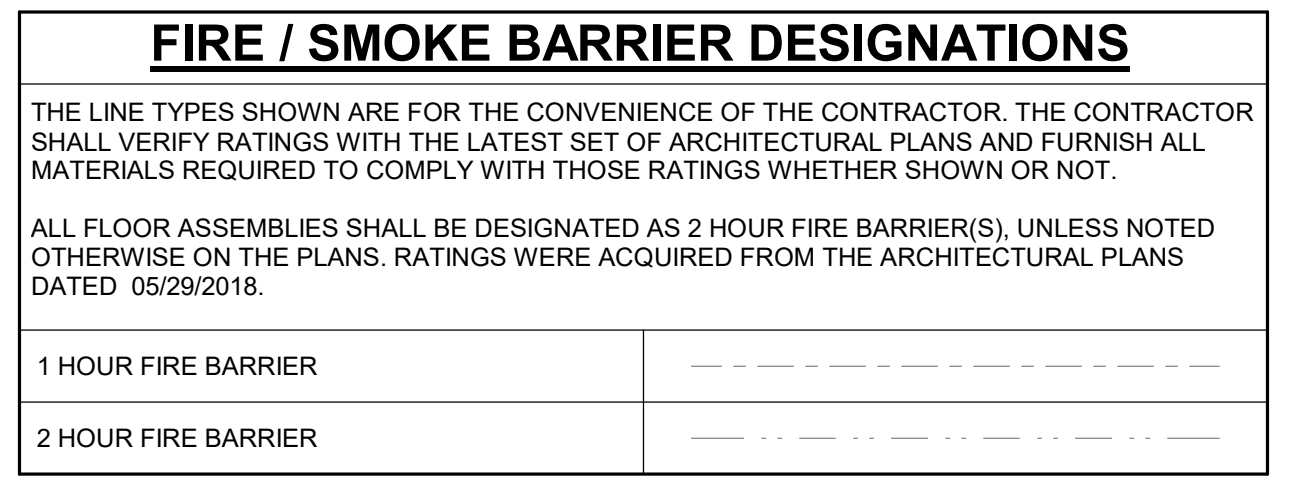 FIRE / SMOKE BARRIER DESIGNATIONS
THE LINE TYPES SHOWN ARE FOR THE CONVENIENCE OF THE CONTRACTOR. THE CONTRACTOR
SHALL VERIFY RATINGS WITH THE LATEST SET OF ARCHITECTURAL PLANS AND FURNISH ALL
MATERIALS REQUIRED TO COMPLY WITH THOSE RATINGS WHETHER SHOWN OR NOT.
ALL FLOOR ASSEMBLIES SHALL BE DESIGNATED AS 2 HOUR FIRE BARRIER(S), UNLESS NOTED
OTHERWISE ON THE PLANS. RATINGS WERE ACQUIRED FROM THE ARCHITECTURAL PLANS
DATED 05/29/2018.
1 HOUR FIRE BARRIER
2 HOUR FIRE BARRIER